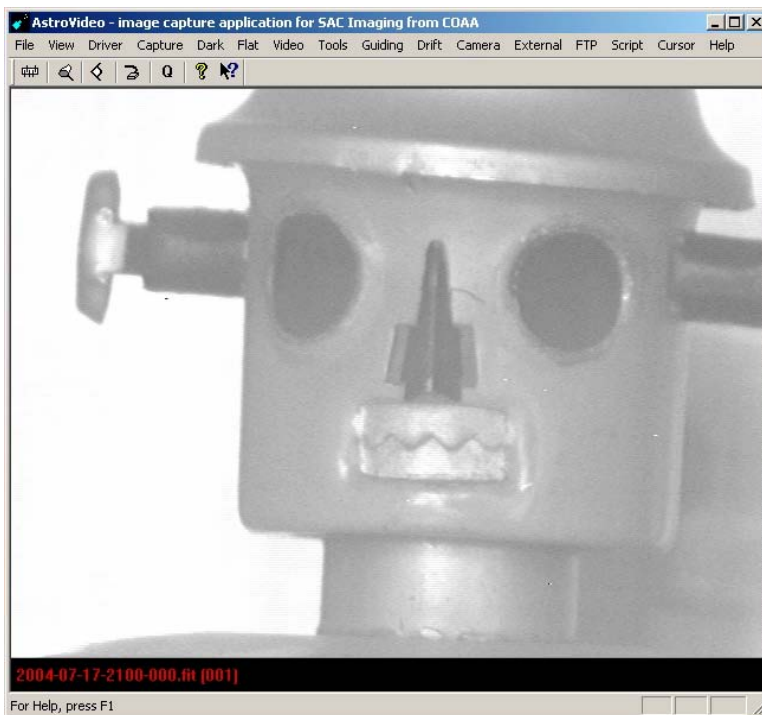 AstroVideo - image capture application for SAC Imaging from COAA
File View Driver Capture Dark Flat Video Tools Guiding Drift Camera External FTP Script Cursor Help
Q ? ?
2004-07-17-2100-000.fit [001]
For Help, press F1